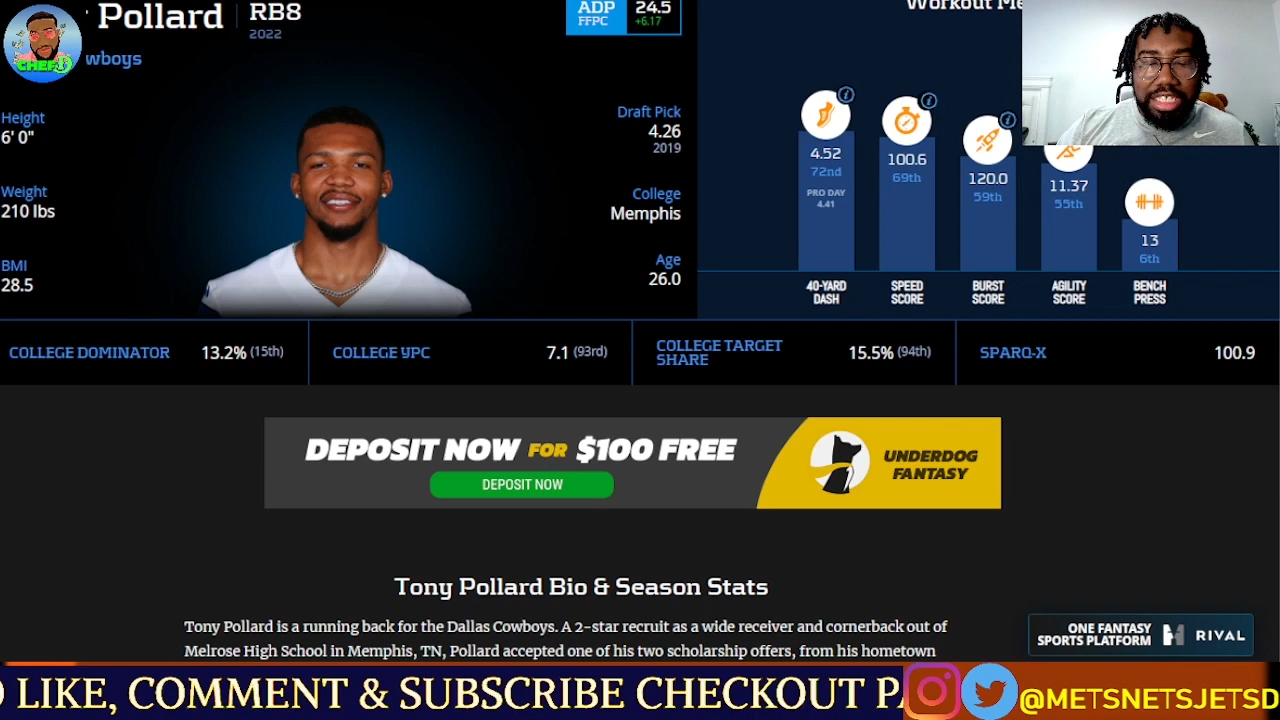 Pollard
RB8
2022
CHEF
wboys
ADP
FFPC
24.5
+6.17
Height
6' 0"
Weight
210 lbs
BMI
28.5
Draft Pick
4.26
2019
College
Memphis
Age
26.0
Workout Me
4.52
72nd
PRO DAY
4.41
40-YARD
DASH
100.6
69th
SPEED
SCORE
120.0
59th
BURST
SCORE
11.37
55th
AGILITY
SCORE
13
6th
BENCH
PRESS
COLLEGE DOMINATOR 13.2% (15th)
COLLEGE YPC 7.1 (93rd)
COLLEGE TARGET
SHARE
15.5% (94th)
SPARQ-X 100.9
DEPOSIT NOW FOR $100 FREE
DEPOSIT NOW
UNDERDOG
FANTASY
Tony Pollard Bio & Season Stats
Tony Pollard is a running back for the Dallas Cowboys. A 2-star recruit as a wide receiver and cornerback out of
Melrose High School in Memphis, TN, Pollard accepted one of his two scholarship offers, from his hometown
ONE FANTASY
SPORTS PLATFORM
RIVAL
LIKE, COMMENT & SUBSCRIBE CHECKOUT
@METSNETSJETSD